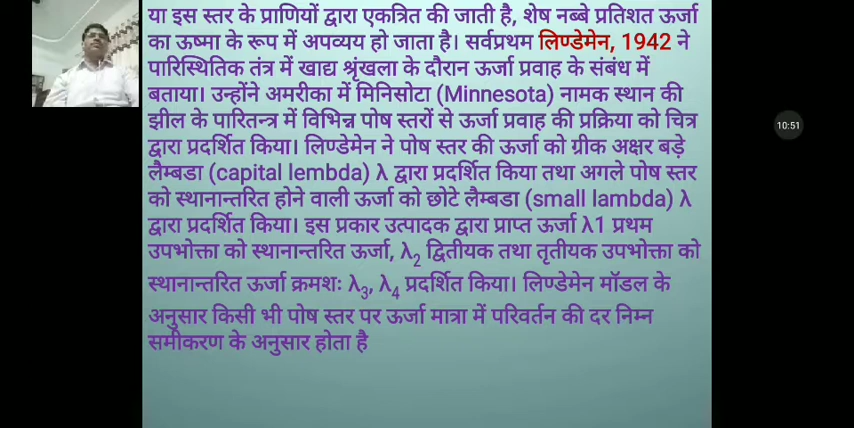 या इस स्तर के प्राणियों द्वारा एकत्रित की जाती है, शेष नब्बे प्रतिशत ऊर्जा
का ऊष्मा के रूप में अपव्यय हो जाता है। सर्वप्रथम लिण्डेमेन, 1942 ने
पारिस्थितिक तंत्र में खाद्य श्रृंखला के दौरान ऊर्जा प्रवाह के संबंध में
बताया। उन्होंने अमरीका में मिनिसोटा (Minnesota) नामक स्थान की
झील के पारितन्त्र में विभिन्न पोष स्तरों से ऊर्जा प्रवाह की प्रक्रिया को चित्र
द्वारा प्रदर्शित किया। लिण्डेमेन ने पोष स्तर की ऊर्जा को ग्रीक अक्षर बड़े
लैम्बडा (capital lembda) λ द्वारा प्रदर्शित किया तथा अगले पोष स्तर
को स्थानान्तरित होने वाली ऊर्जा को छोटे लैम्बडा (small lambda) λ
द्वारा प्रदर्शित किया। इस प्रकार उत्पादक द्वारा प्राप्त ऊर्जा λ1 प्रथम
उपभोक्ता को स्थानान्तरित ऊर्जा, λ₂ द्वितीयक तथा तृतीयक उपभोक्ता को
स्थानान्तरित ऊर्जा क्रमशः λ₃, λ₄ प्रदर्शित किया। लिण्डेमेन मॉडल के
अनुसार किसी भी पोष स्तर पर ऊर्जा मात्रा में परिवर्तन की दर निम्न
समीकरण के अनुसार होता है
10:51